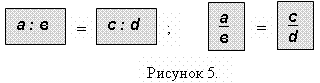 a : в = c : d ; a/в = c/d
Рисунок 5.